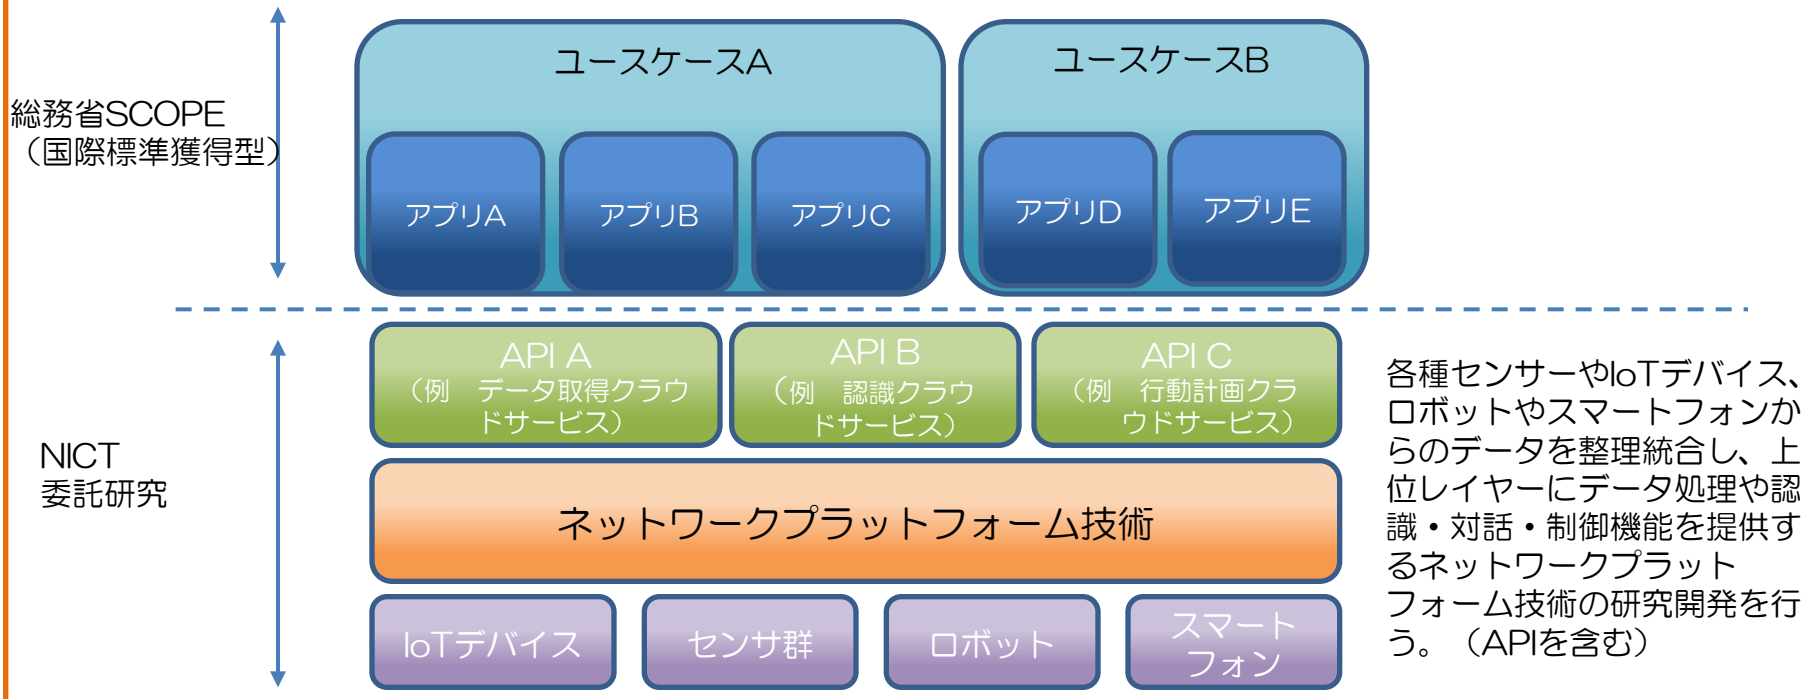 総務省SCOPE
（国際標準獲得型）
ユースケースA
アプリA
アプリB
アプリC
ユースケースB
アプリD
アプリE
NICT
委託研究
API A
（例　データ取得クラウ
ドサービス）
API B
（例　認識クラウ
ドサービス）
API C
（例　行動計画クラ
ウドサービス）
ネットワークプラットフォーム技術
IoTデバイス
センサ群
ロボット
スマート
フォン
各種センサーやIoTデバイス、
ロボットやスマートフォンか
らのデータを整理統合し、上
位レイヤーにデータ処理や認
識・対話・制御機能を提供す
るネットワークプラット
フォーム技術の研究開発を行
う。（APIを含む）